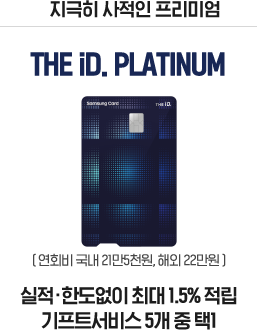 지극히 사적인 프리미엄
THE iD. PLATINUM
Samsung Card
THE iD.
( 연회비 국내 21만5천원, 해외 22만원 )
실적·한도없이 최대 1.5% 적립
기프트서비스 5개 중 택1